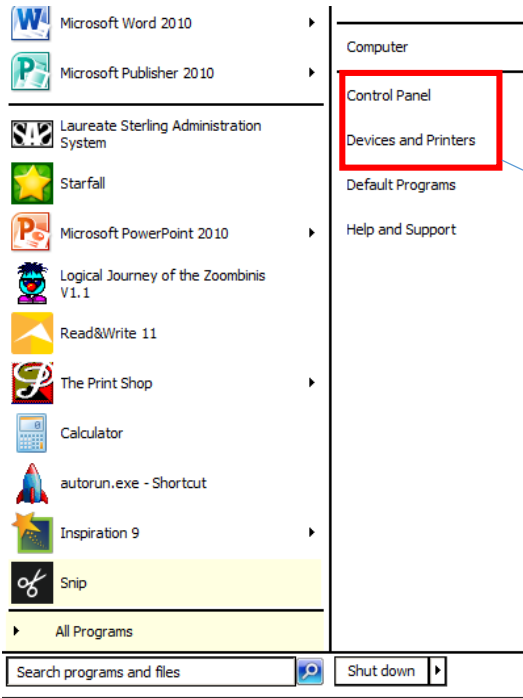 Microsoft Word 2010
Microsoft Publisher 2010
Laureate Sterling Administration
System
Starfall
Microsoft PowerPoint 2010
Logical Journey of the Zoombinis
V1.1
Read&Write 11
The Print Shop
Calculator
autorun.exe - Shortcut
Inspiration 9
Snip
All Programs
Search programs and files
Computer
Control Panel
Devices and Printers
Default Programs
Help and Support
Shut down